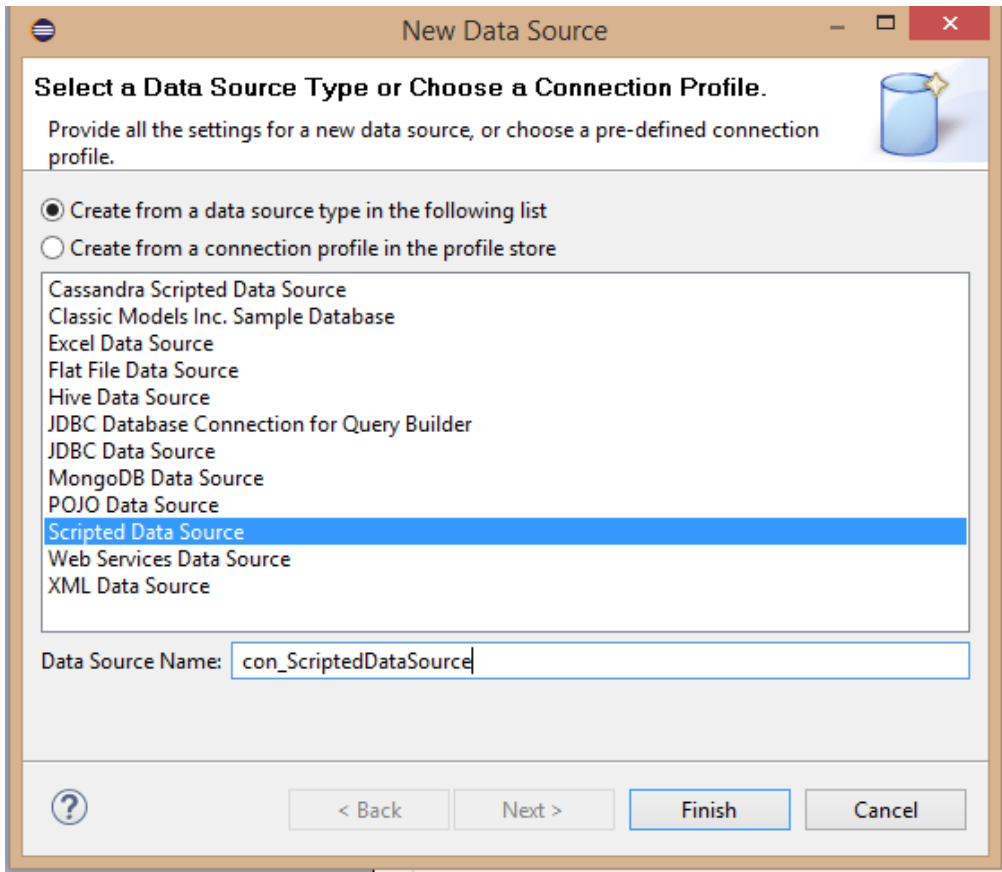 New Data Source
Select a Data Source Type or Choose a Connection Profile.
Provide all the settings for a new data source, or choose a pre-defined connection
profile.
Create from a data source type in the following list
Create from a connection profile in the profile store
Cassandra Scripted Data Source
Classic Models Inc. Sample Database
Excel Data Source
Flat File Data Source
Hive Data Source
JDBC Database Connection for Query Builder
JDBC Data Source
MongoDB Data Source
POJO Data Source
Scripted Data Source
Web Services Data Source
XML Data Source
Data Source Name: con_ScriptedDataSource
? < Back Next > Finish Cancel